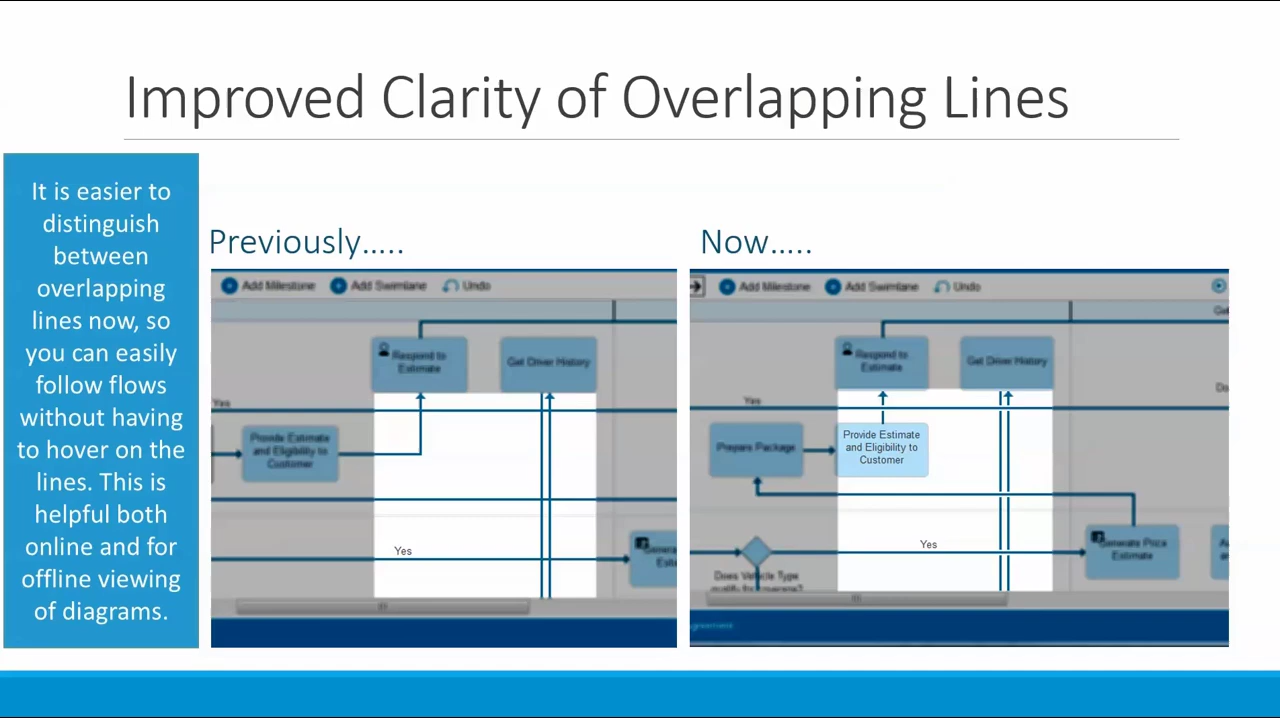 Improved Clarity of Overlapping Lines
It is easier to
distinguish
between
overlapping
lines now, so
you can easily
follow flows
without having
to hover on the
lines. This is
helpful both
online and for
offline viewing
of diagrams.
Previously.....
Add Milestone Add Swimlane Undo
Respond to
Estimate
Get Driver History
Yes
Provide Estimate
and Eligibility to
Customer
Yes
Now.....
Add Milestone Add Swimlane Undo
Respond to
Estimate
Get Driver History
Yes
Prepare Package
Provide Estimate
and Eligibility to
Customer
Yes
Generate Price
Estimate
Does Vehicle Type